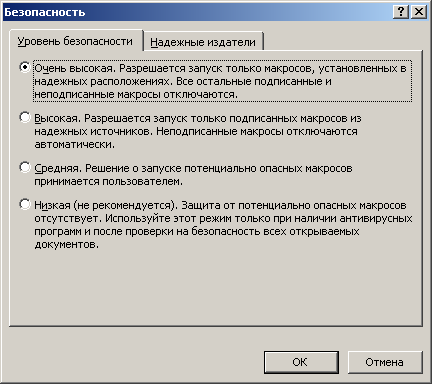 Безопасность
Уровень безопасности Надежные издатели
Очень высокая. Разрешается запуск только макросов, установленных в
надежных расположениях. Все остальные подписанные и
неподписанные макросы отключаются.
Высокая. Разрешается запуск только подписанных макросов из
надежных источников. Неподписанные макросы отключаются
автоматически.
Средняя. Решение о запуске потенциально опасных макросов
принимается пользователем.
Низкая (не рекомендуется). Защита от потенциально опасных макросов
отсутствует. Используйте этот режим только при наличии антивирусных
программ и после проверки на безопасность всех открываемых
документов.
ОК Отмена